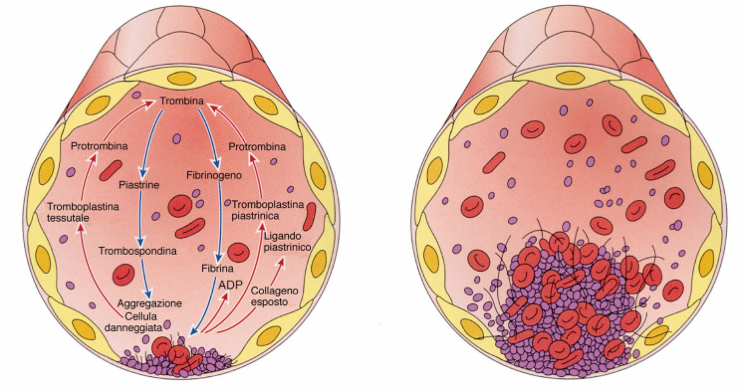 Trombina
Protrombina
Protrombina
Piastrine
Fibrinogeno
Tromboplastina
tessutale
Tromboplastina
piastrinica
Ligando
piastrinico
Trombospondina
Fibrina
ADP
Collageno
esposto
Aggregazione
Cellula
danneggiata